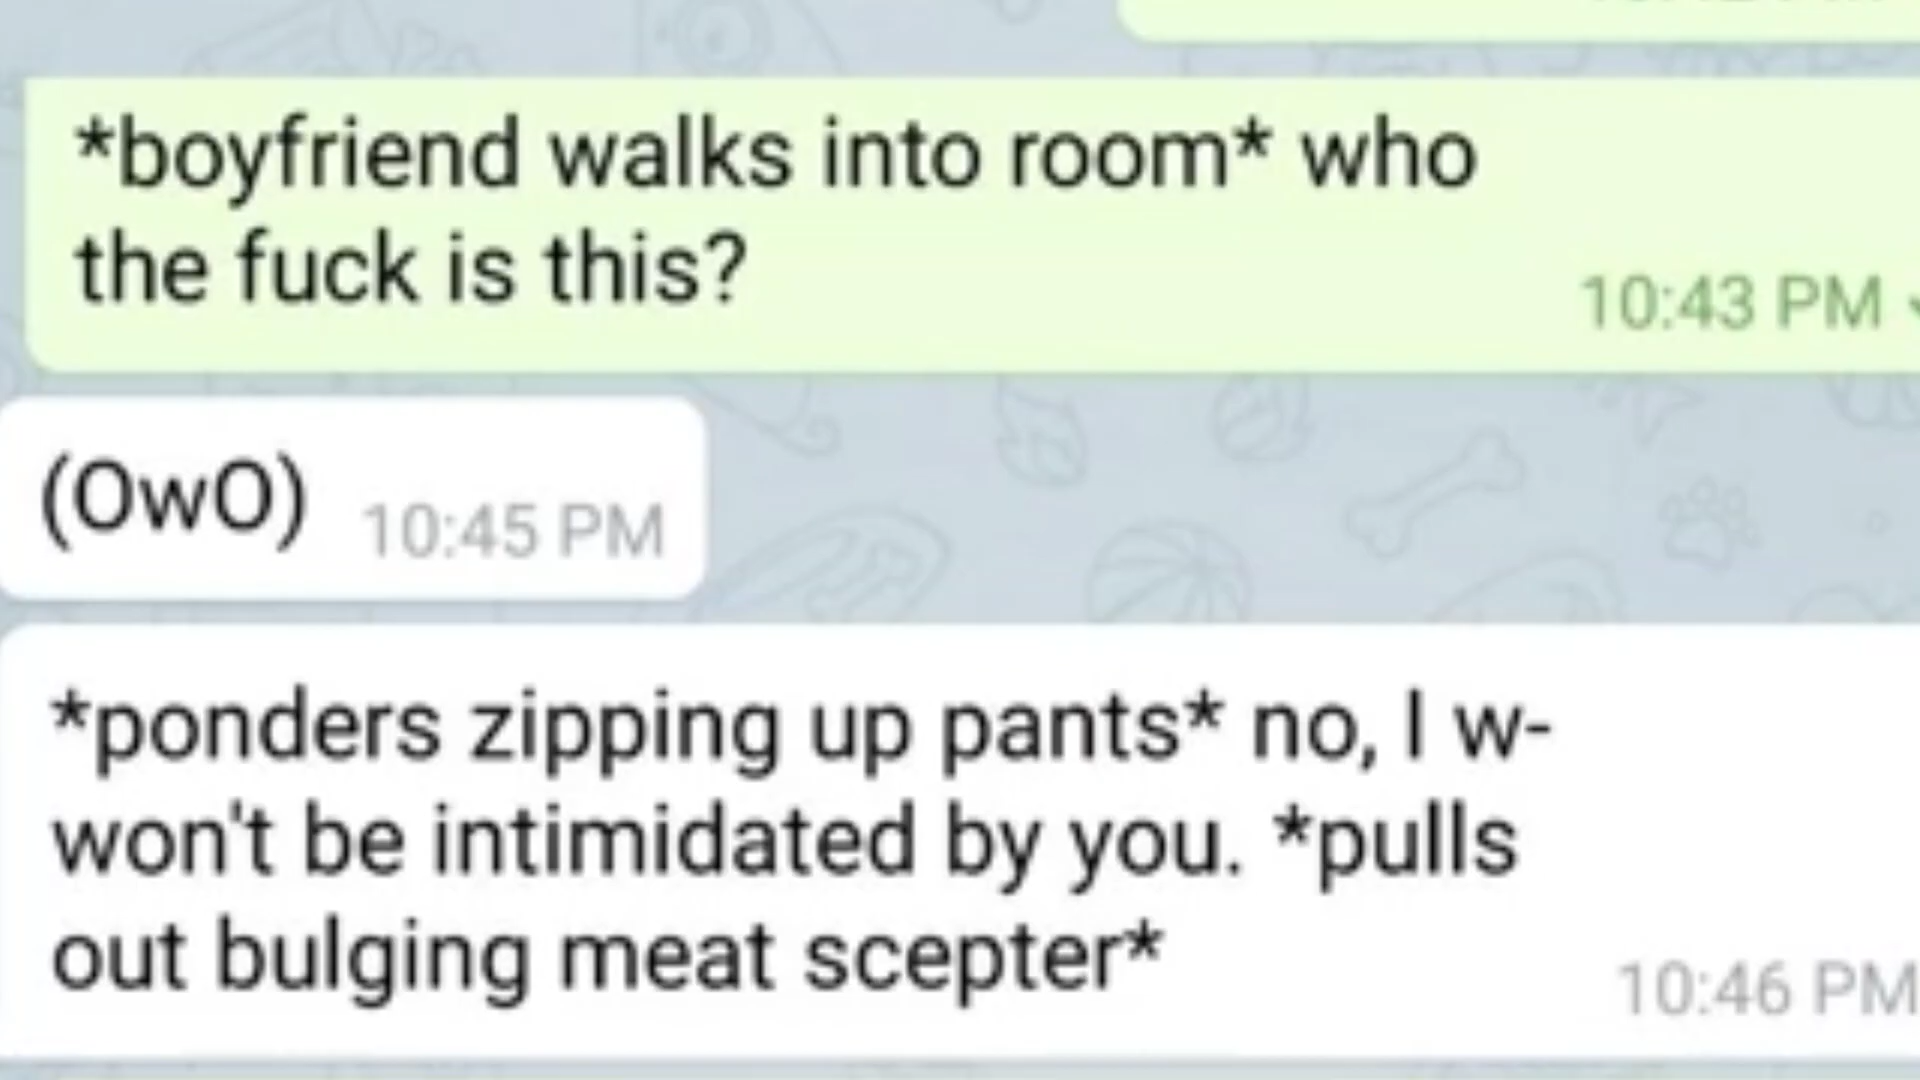 *boyfriend walks into room* who
the fuck is this?
10:43 PM
(OwO) 10:45 PM
*ponders zipping up pants* no, I w-
won't be intimidated by you. *pulls
out bulging meat scepter*
10:46 PM